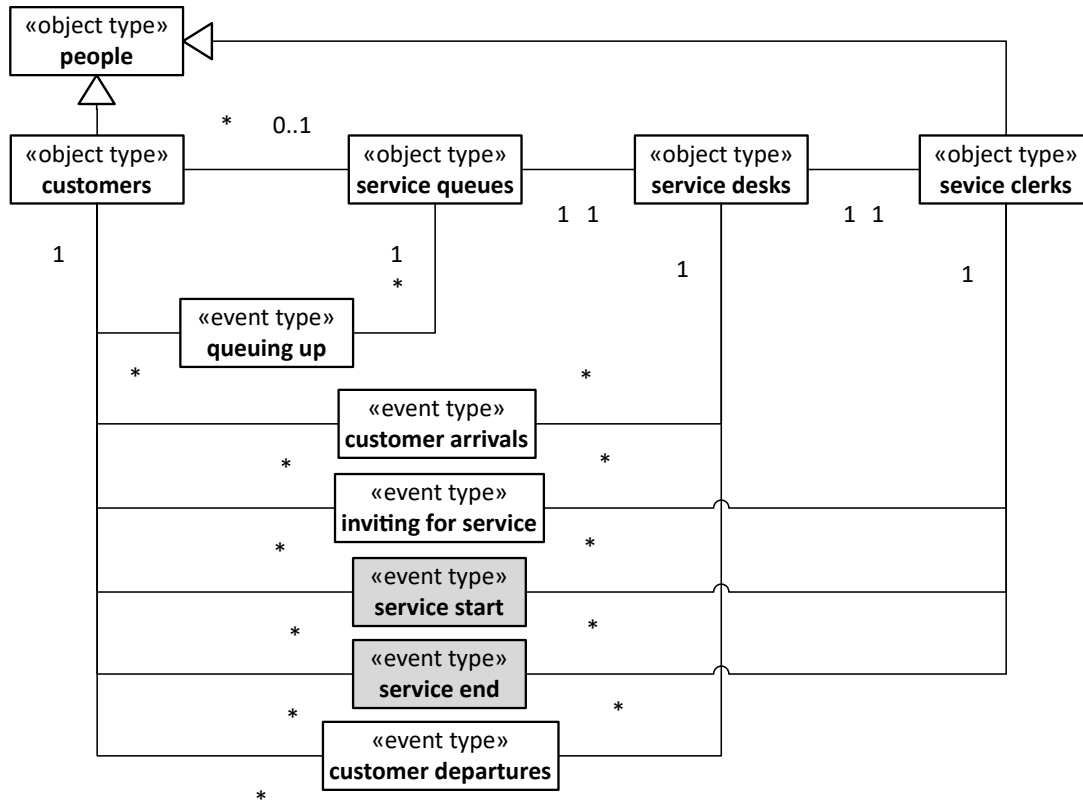 «object type»
people
* 0..1
«object type»
customers
«object type»
service queues
«object type»
service desks
«object type»
sevice clerks
1 1
1 1
1
1
1
1
*
«event type»
queuing up
*
*
«event type»
customer arrivals
*
*
«event type»
inviting for service
*
*
«event type»
service start
*
*
«event type»
service end
*
*
«event type»
customer departures
*